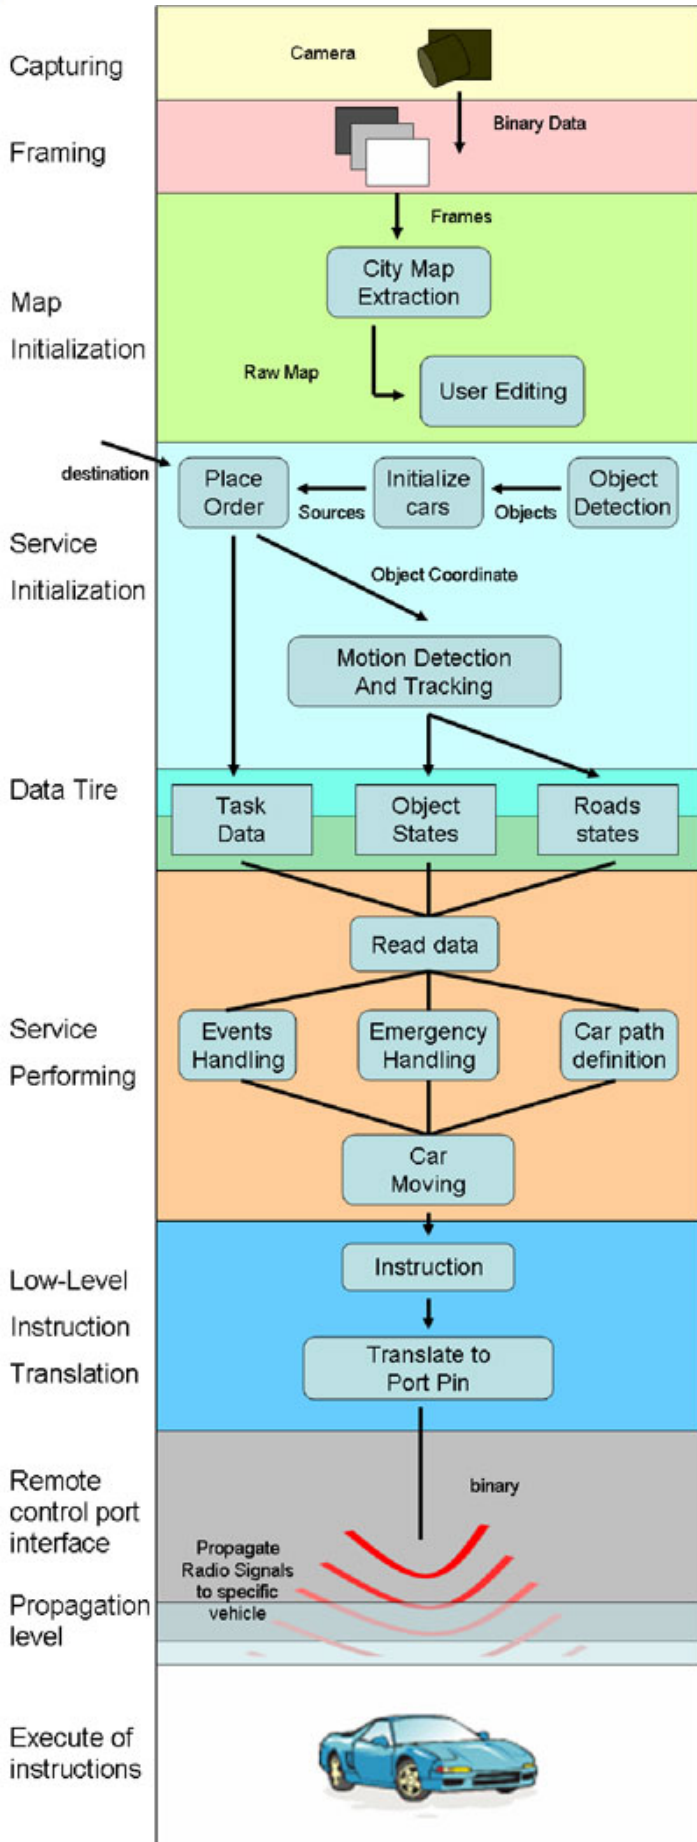 Capturing
Camera
Framing
Binary Data
Frames
City Map
Extraction
Map
Initialization
Raw Map
User Editing
destination
Place
Order
Sources
Initialize
cars
Objects
Object
Detection
Service
Initialization
Object Coordinate
Motion Detection
And Tracking
Data Tire
Task
Data
Object
States
Roads
states
Read data
Service
Performing
Events
Handling
Emergency
Handling
Car path
definition
Car
Moving
Low-Level
Instruction
Translation
Instruction
Translate to
Port Pin
Remote
control port
interface
binary
Propagate
Radio Signals
to specific
vehicle
Propagation
level
Execute of
instructions